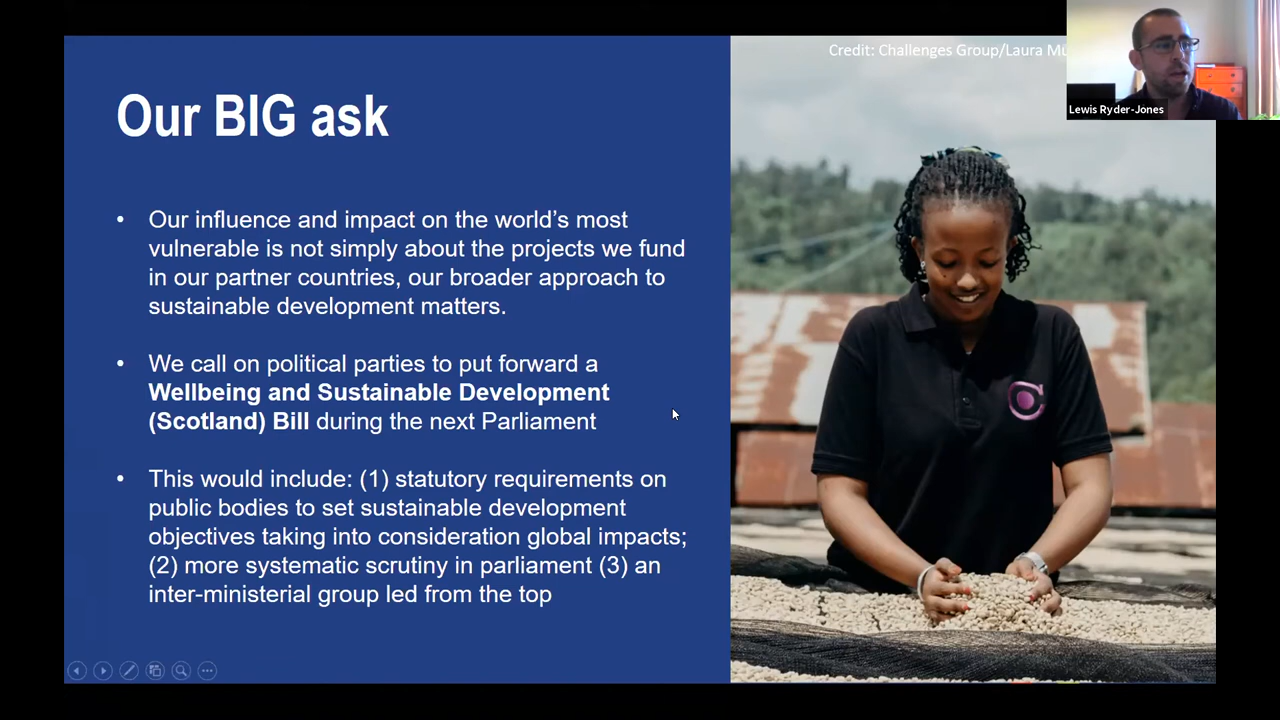 Credit: Challenges Group/Laura
Lewis Ryder-Jones
Our BIG ask
• Our influence and impact on the world’s most
vulnerable is not simply about the projects we fund
in our partner countries, our broader approach to
sustainable development matters.
• We call on political parties to put forward a
Wellbeing and Sustainable Development
(Scotland) Bill during the next Parliament
• This would include: (1) statutory requirements on
public bodies to set sustainable development
objectives taking into consideration global impacts;
(2) more systematic scrutiny in parliament (3) an
inter-ministerial group led from the top